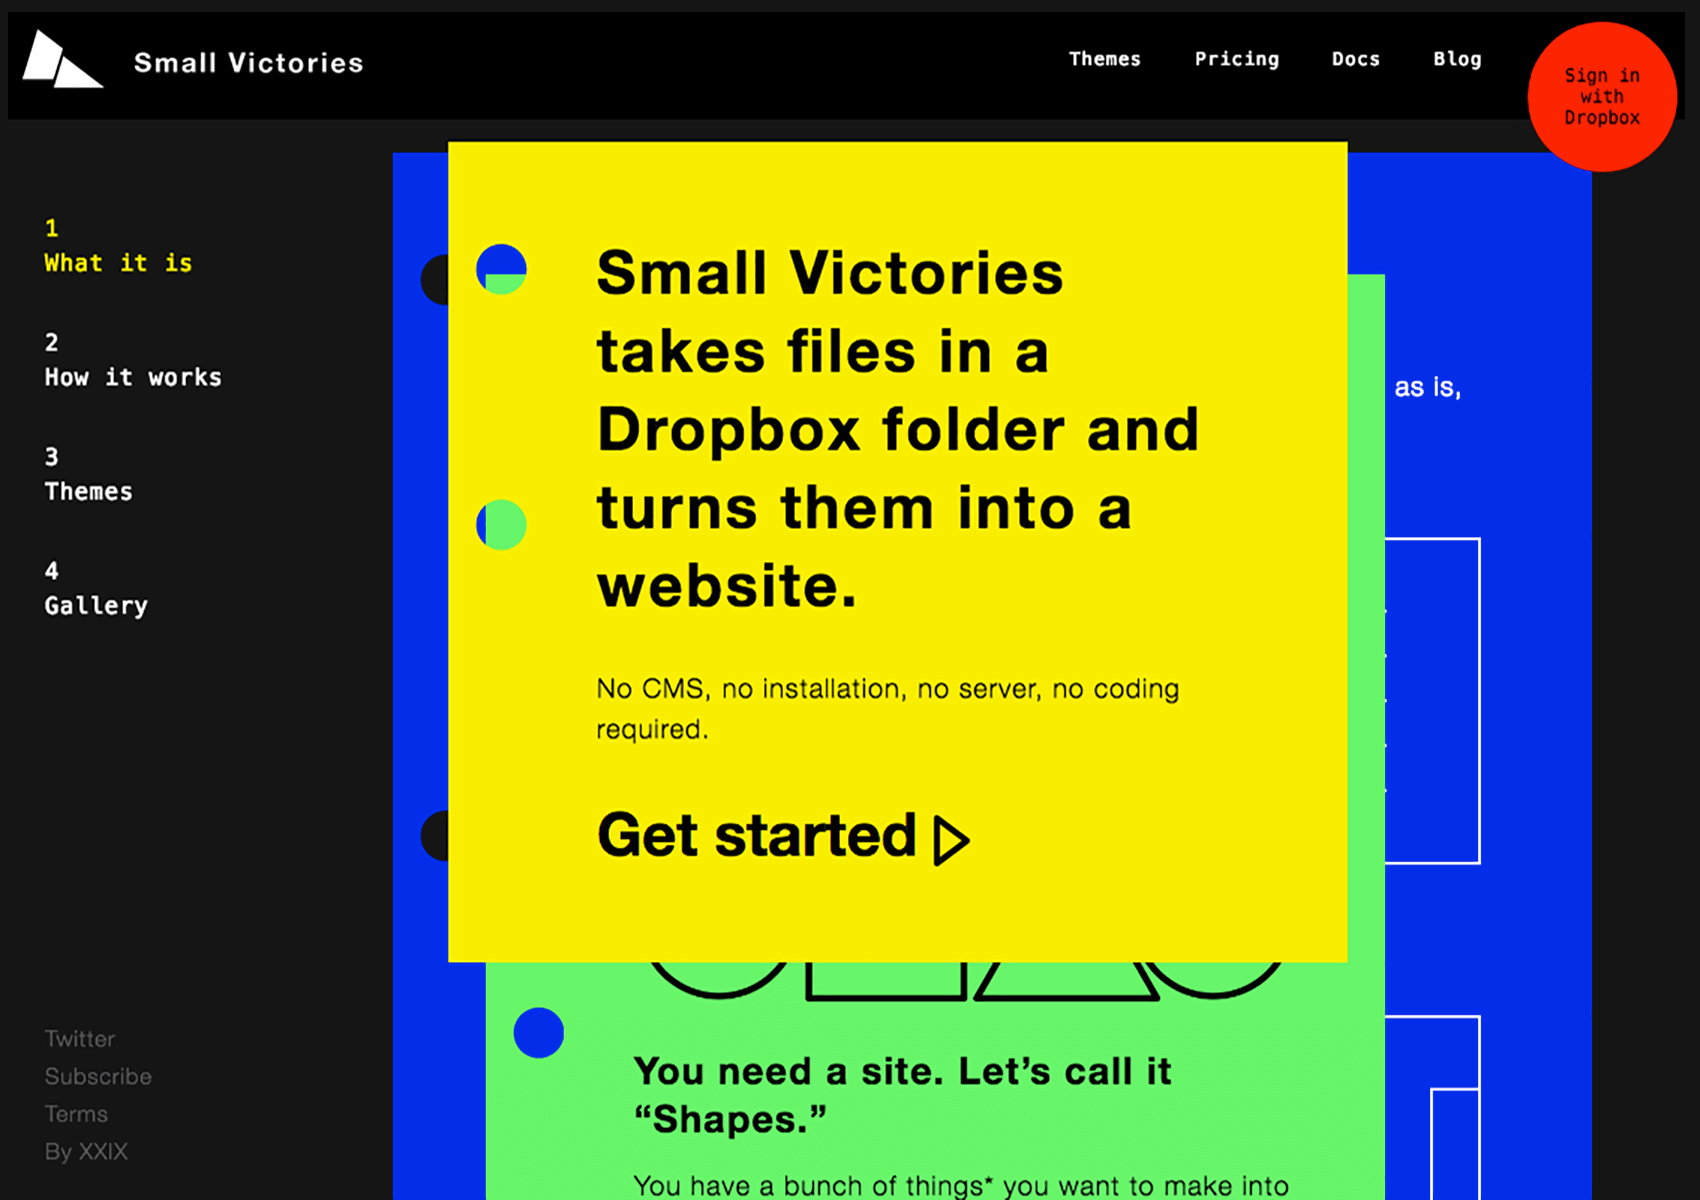 Small Victories
Themes
Pricing
Docs
Blog
Sign in
with
Dropbox
1
What it is
2
How it works
3
Themes
4
Gallery
Twitter
Subscribe
Terms
By XXIX
Small Victories
takes files in a
Dropbox folder and
turns them into a
website.
No CMS, no installation, no server, no coding
required.
Get started
as is,
You need a site. Let’s call it
“Shapes.”
You have a bunch of things* you want to make into